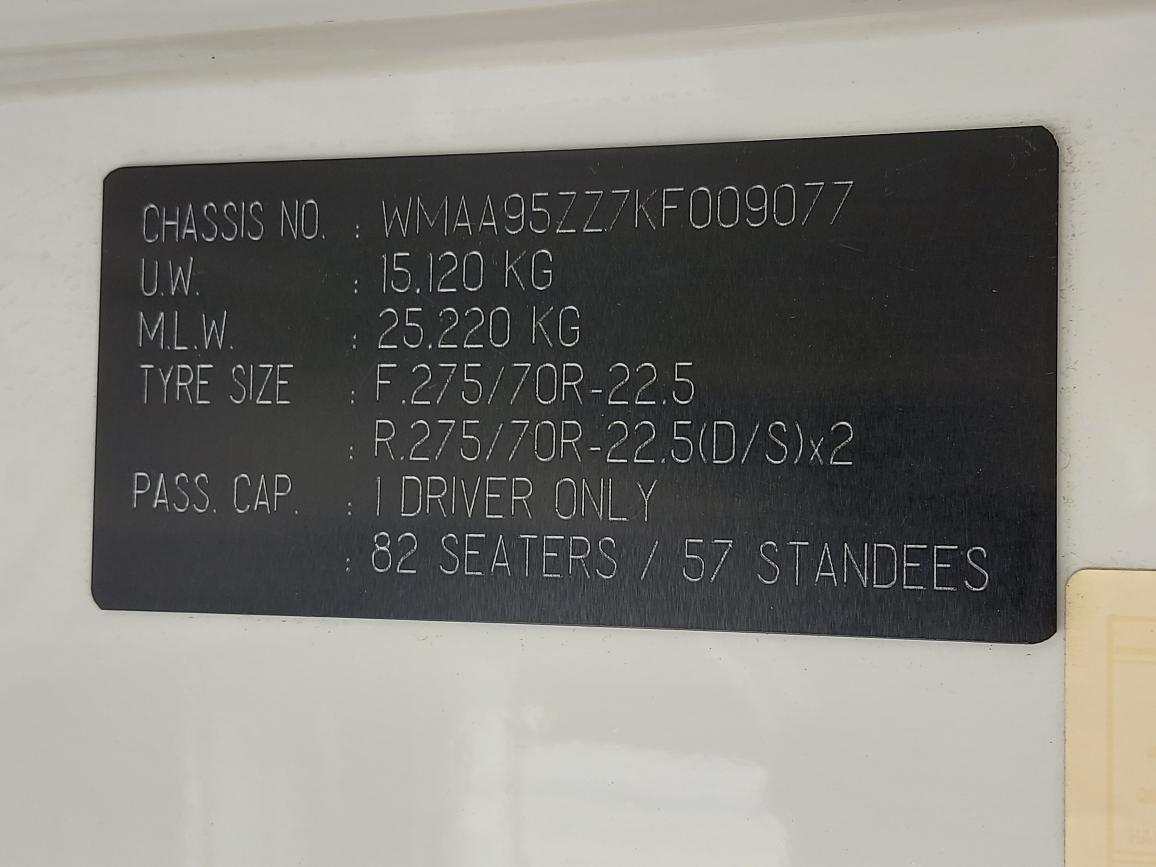 CHASSIS NO. : WMAA95ZZ7KF009077
U.W. : 15,120 KG
M.L.W. : 25,220 KG
TYRE SIZE : F.275/70R-22.5
: R.275/70R-22.5(D/S)x2
PASS. CAP. : 1 DRIVER ONLY
: 82 SEATERS / 57 STANDEES